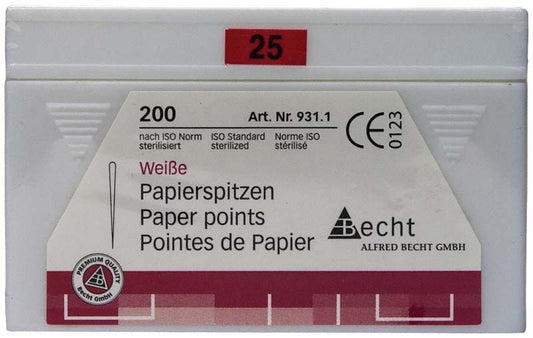 25
200 Art. Nr. 931.1
nach ISO Norm sterilisiert
ISO Standard sterilized
Norme ISO stérilisé
CE 0123
Weiße
Papierspitzen
Paper points
Pointes de Papier
Becht
ALFRED BECHT GMBH
PREMIUM QUALITY
B
Becht GmbH